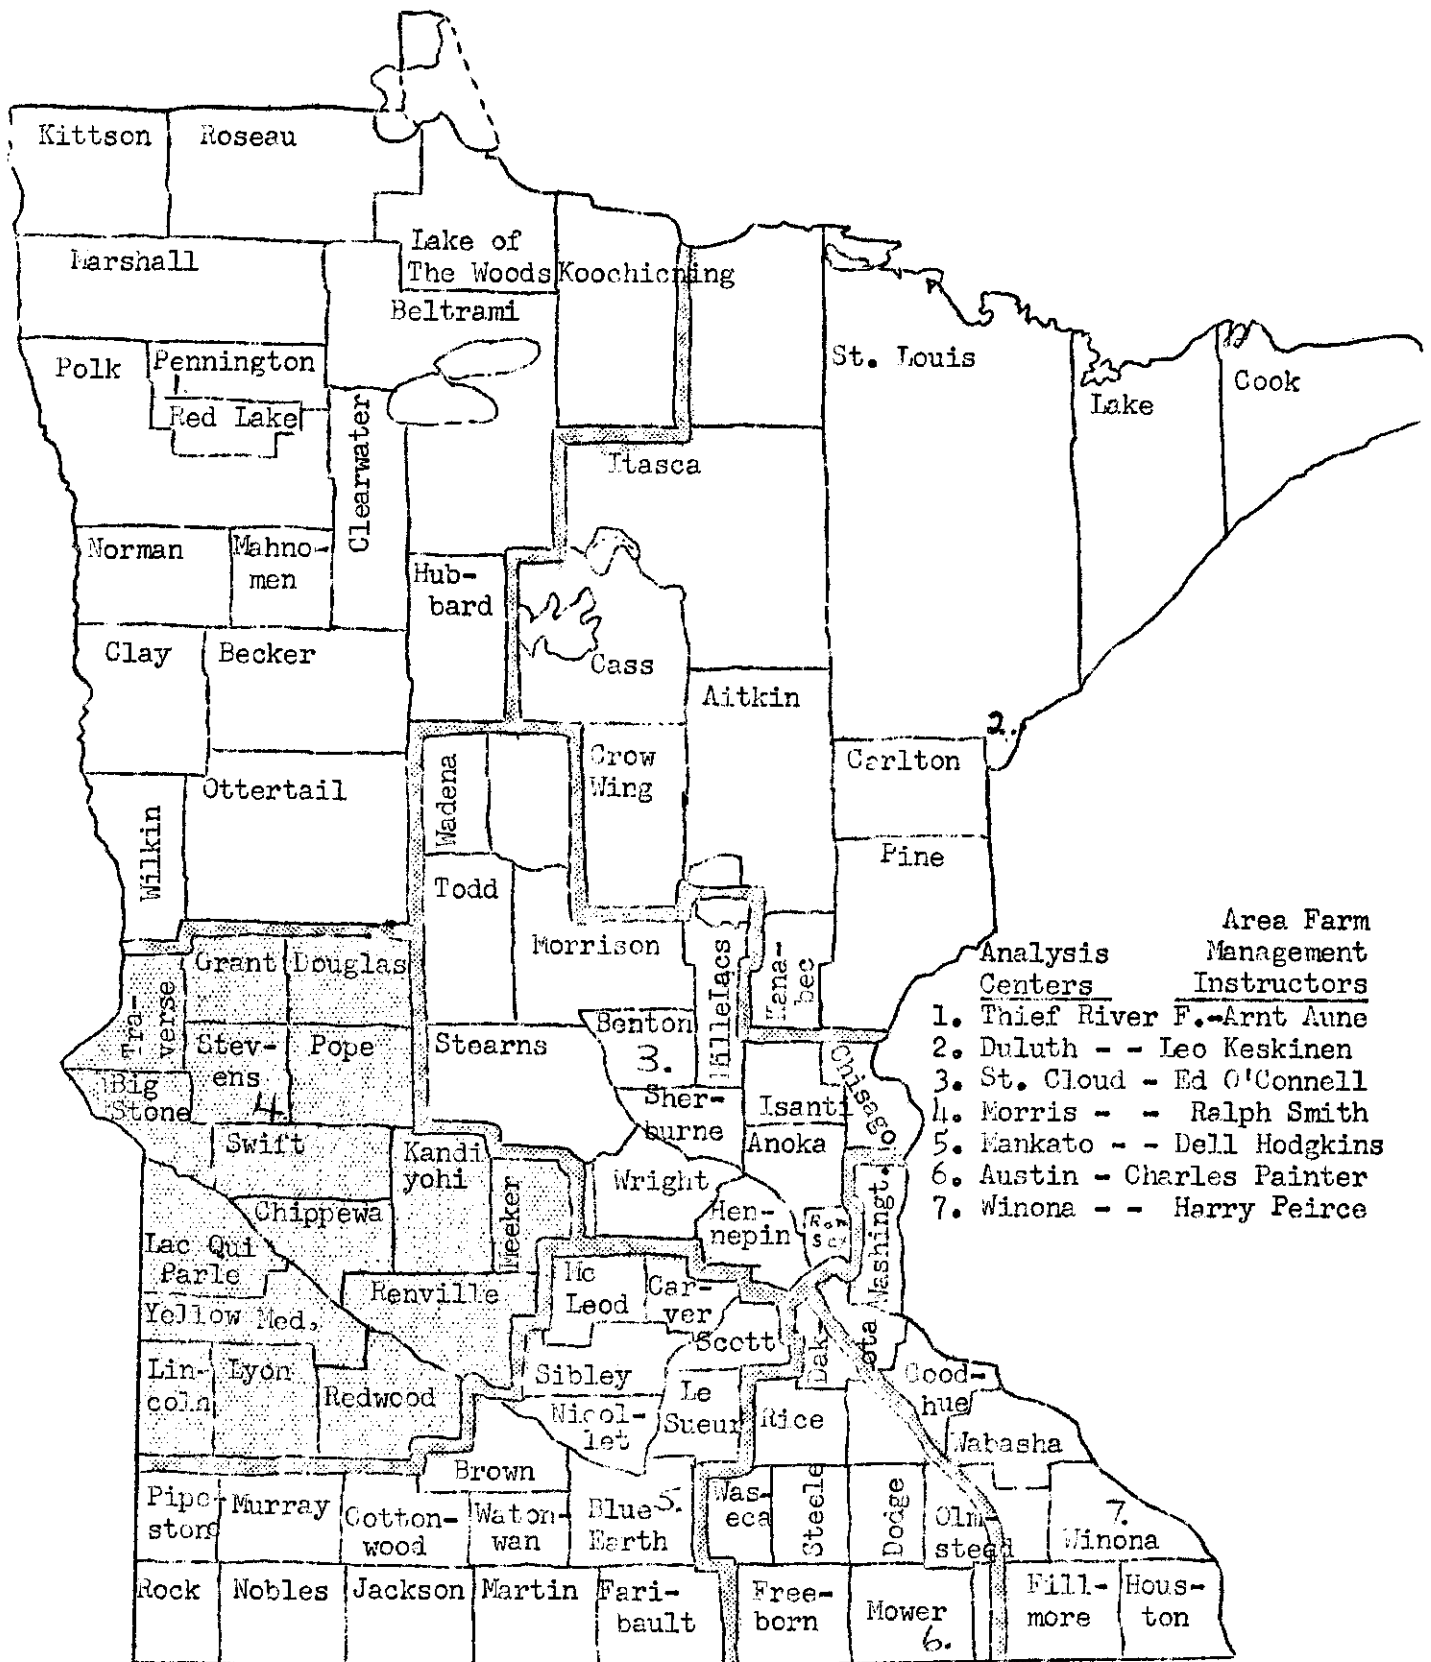 Kittson
Roseau
Lake of
The Woods
Koochicning
Marshall
Beltrami
Polk
Pennington
1.
Red Lake
Clearwater
St. Louis
Lake
Cook
Itasca
Norman
Mahno-
men
Hub-
bard
Clay
Becker
Cass
Aitkin
2.
Carlton
Ottertail
Wadena
Crow
Wing
Wilkin
Pine
Todd
Morrison
Millelacs
Kana-
bec
Grant
Douglas
Tra-
verse
Stev-
ens
4.
Pope
Stearns
Benton
3.
Big
Stone
Sher-
burne
Isanti
Chisago
Swift
Kandi
yohi
Meeker
Anoka
Wright
Chippewa
Hen-
nepin
Washingt.
Lac Qui
Parle
Renville
Mc
Leod
Car-
ver
Yellow Med.
Scott
Dak-
ota
Lin-
coln
Lyon
Redwood
Sibley
Le
Sueur
Rice
Good-
hue
Nicol-
let
Wabasha
Brown
Pipe-
stone
Murray
Cotton-
wood
Waton-
wan
Blue
Earth
5.
Was-
eca
Steele
Dodge
Olm-
stead
7.
Winona
Rock
Nobles
Jackson
Martin
Fari-
bault
Free-
born
Mower
6.
Fill-
more
Hous-
ton
Area Farm
Analysis Management
Centers Instructors
1. Thief River F.-Arnt Aune
2. Duluth - - Leo Keskinen
3. St. Cloud - Ed O'Connell
4. Morris - - Ralph Smith
5. Mankato - - Dell Hodgkins
6. Austin - Charles Painter
7. Winona - - Harry Peirce